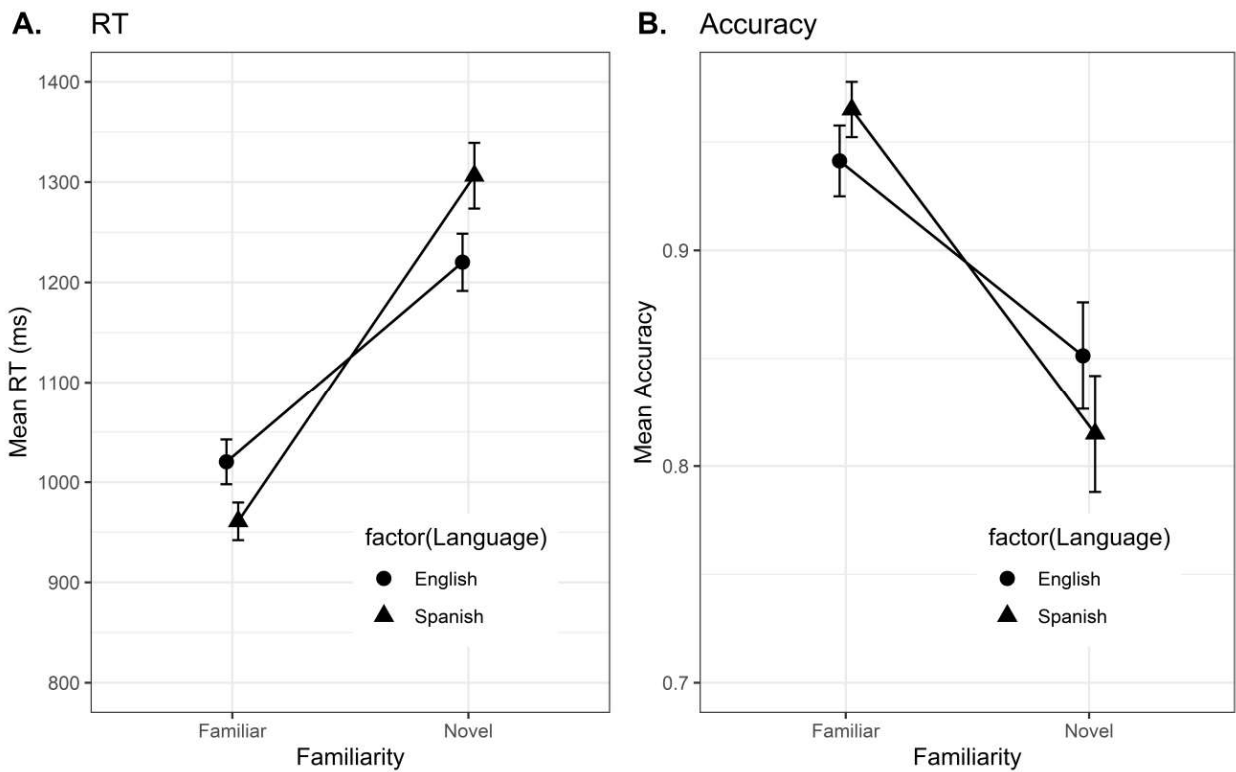 A. RT
1400
1300
1200
1100
1000
900
800
Mean RT (ms)
factor(Language)
English
Spanish
Familiar Novel
Familiarity
B. Accuracy
0.9
0.8
0.7
Mean Accuracy
factor(Language)
English
Spanish
Familiar Novel
Familiarity